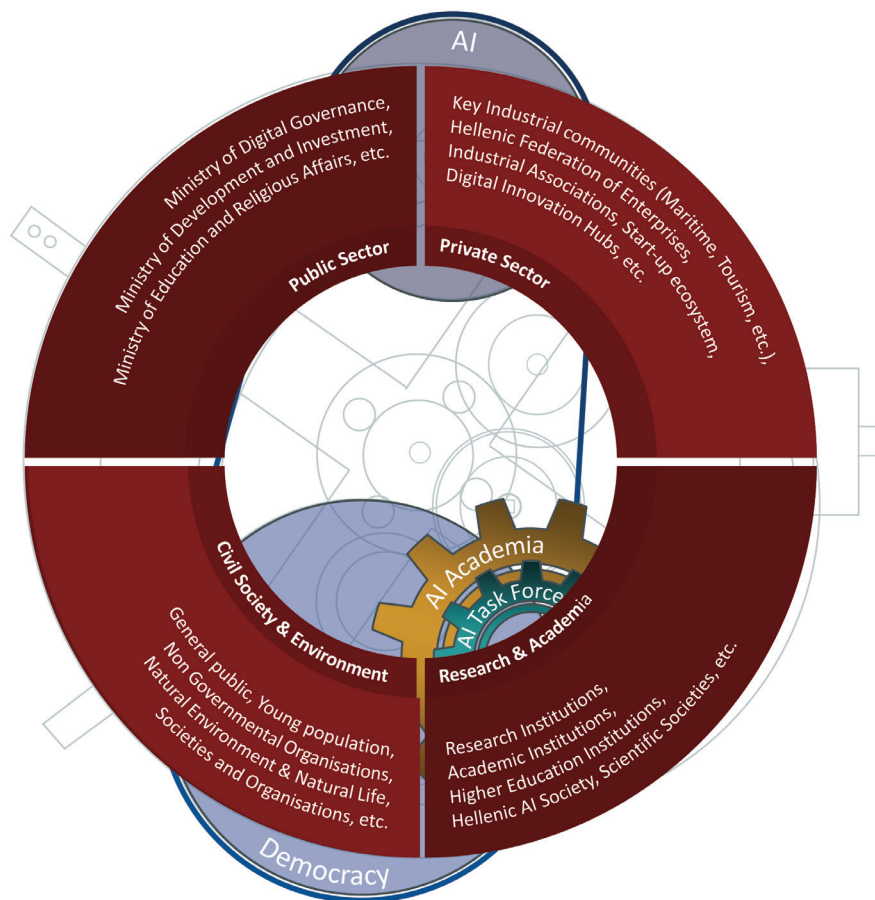 AI
Ministry of Digital Governance,
Ministry of Development and Investment,
Ministry of Education and Religious Affairs, etc.
Public Sector
Key Industrial communities (Maritime, Tourism, etc.),
Hellenic Federation of Enterprises,
Industrial Associations, Start-up ecosystem,
Digital Innovation Hubs, etc.
Private Sector
AI Academia
AI Task Force
Civil Society & Environment
General public, Young population,
Non Governmental Organisations,
Natural Environment & Natural Life,
Societies and Organisations, etc.
Research & Academia
Research Institutions,
Academic Institutions,
Higher Education Institutions,
Hellenic AI Society, Scientific Societies, etc.
Democracy